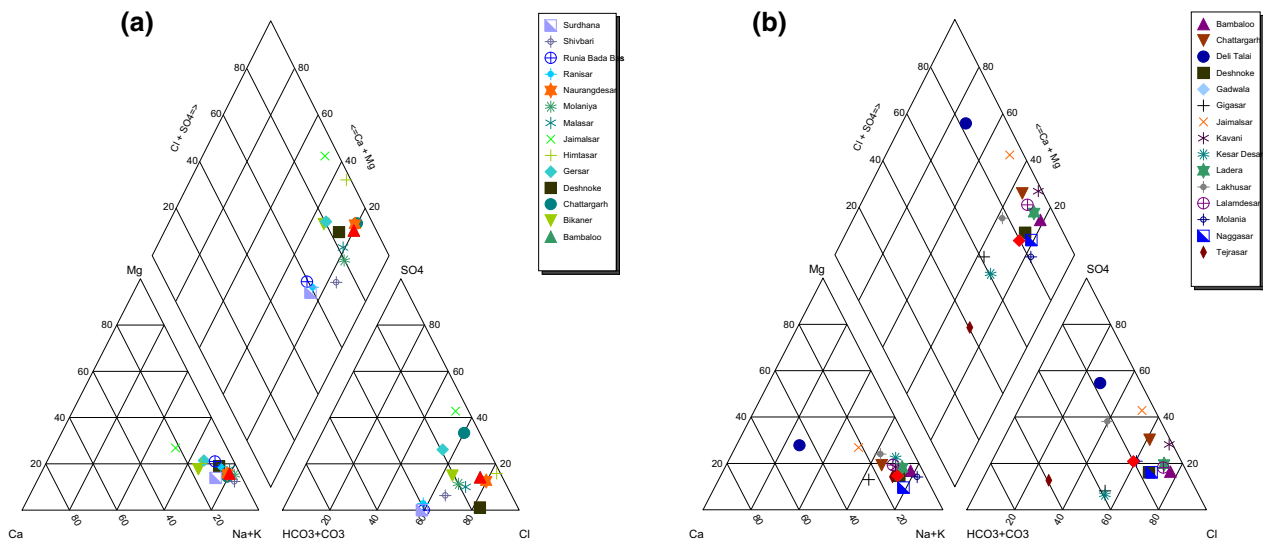 (a)
80
60
40
20
Cl + SO4=>
<=Ca + Mg
Surdhana
Shivbari
Runia Bada Bas
Ranisar
Naurangdesar
Molaniya
Malasar
Jaimalsar
Himtasar
Gersar
Deshnoke
Chattargarh
Bikaner
Bambaloo
80
60
40
20
Mg
SO4
80
60
40
20
80
60
40
20
80
60
40
20
20
40
60
80
Ca
Na+K
HCO3+CO3
Cl
(b)
80
60
40
20
Cl + SO4=>
<=Ca + Mg
80
60
40
20
Bambaloo
Chattargarh
Deli Talai
Deshnoke
Gadwala
Gigasar
Jaimalsar
Kavani
Kesar Desar
Ladera
Lakhusar
Lalamdesar
Molania
Naggasar
Tejrasar
Mg
SO4
80
60
40
20
80
60
40
20
80
60
40
20
20
40
60
80
Ca
Na+K
HCO3+CO3
Cl